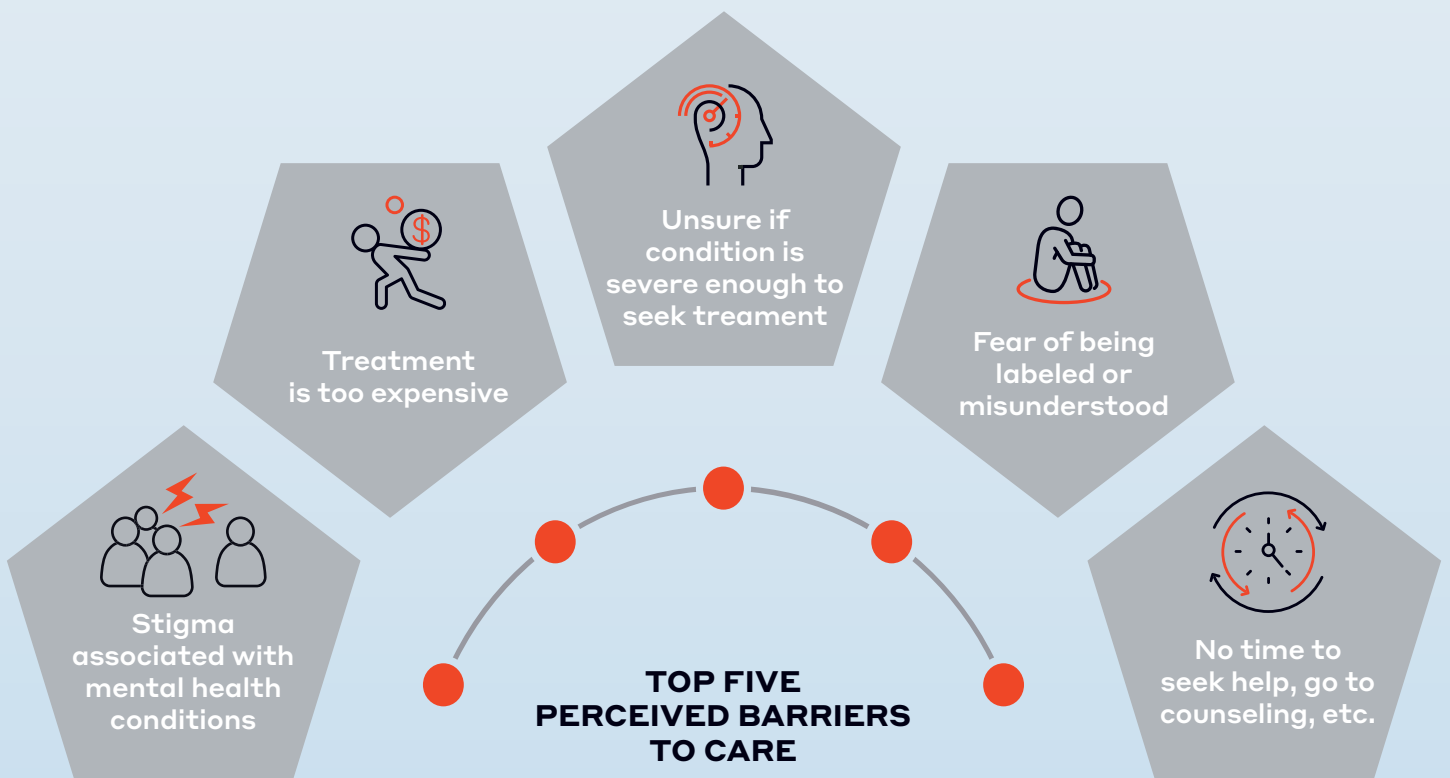 Stigma
associated with
mental health
conditions
Treatment
is too expensive
$
Unsure if
condition is
severe enough to
seek treament
Fear of being
labeled or
misunderstood
No time to
seek help, go to
counseling, etc.
TOP FIVE
PERCEIVED BARRIERS
TO CARE